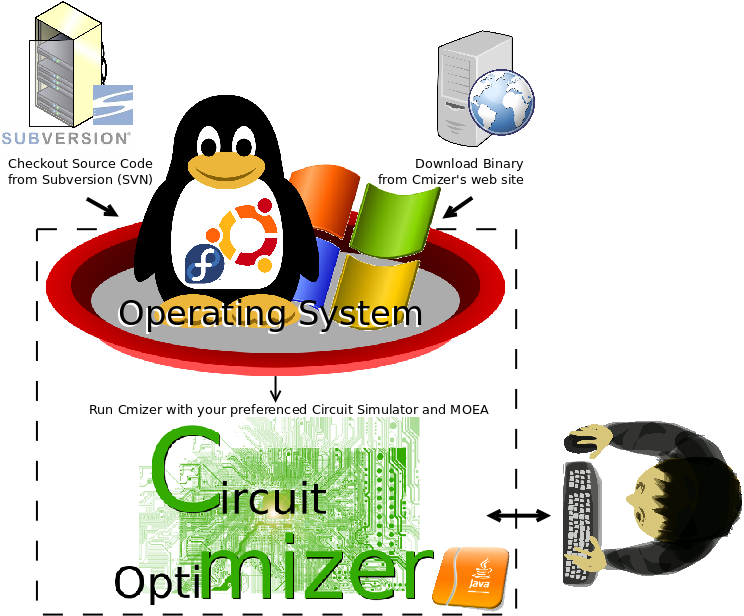 SUBVERSION®
Checkout Source Code
from Subversion (SVN)
Download Binary
from Cmizer's web site
Operating System
Run Cmizer with your preferenced Circuit Simulator and MOEA
Circuit
Optimizer
Java